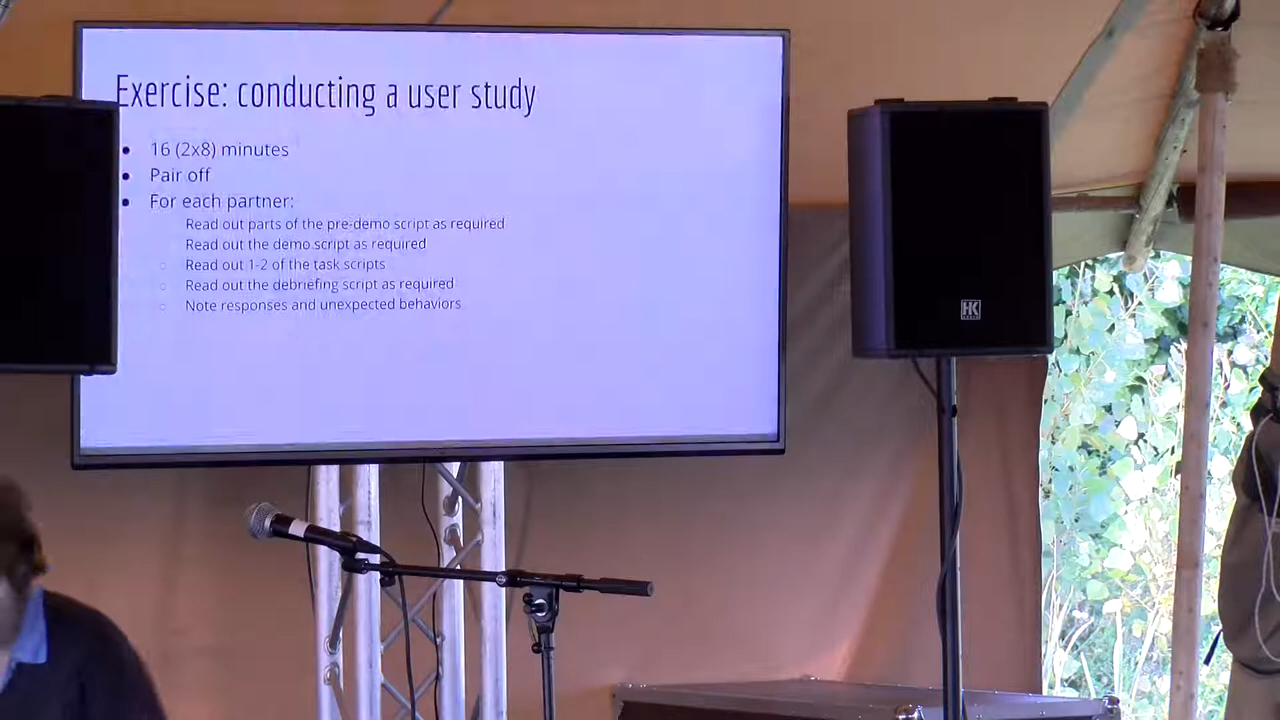 Exercise: conducting a user study
16 (2x8) minutes
Pair off
For each partner:
Read out parts of the pre-demo script as required
Read out the demo script as required
Read out 1-2 of the task scripts
Read out the debriefing script as required
Note responses and unexpected behaviors
HK